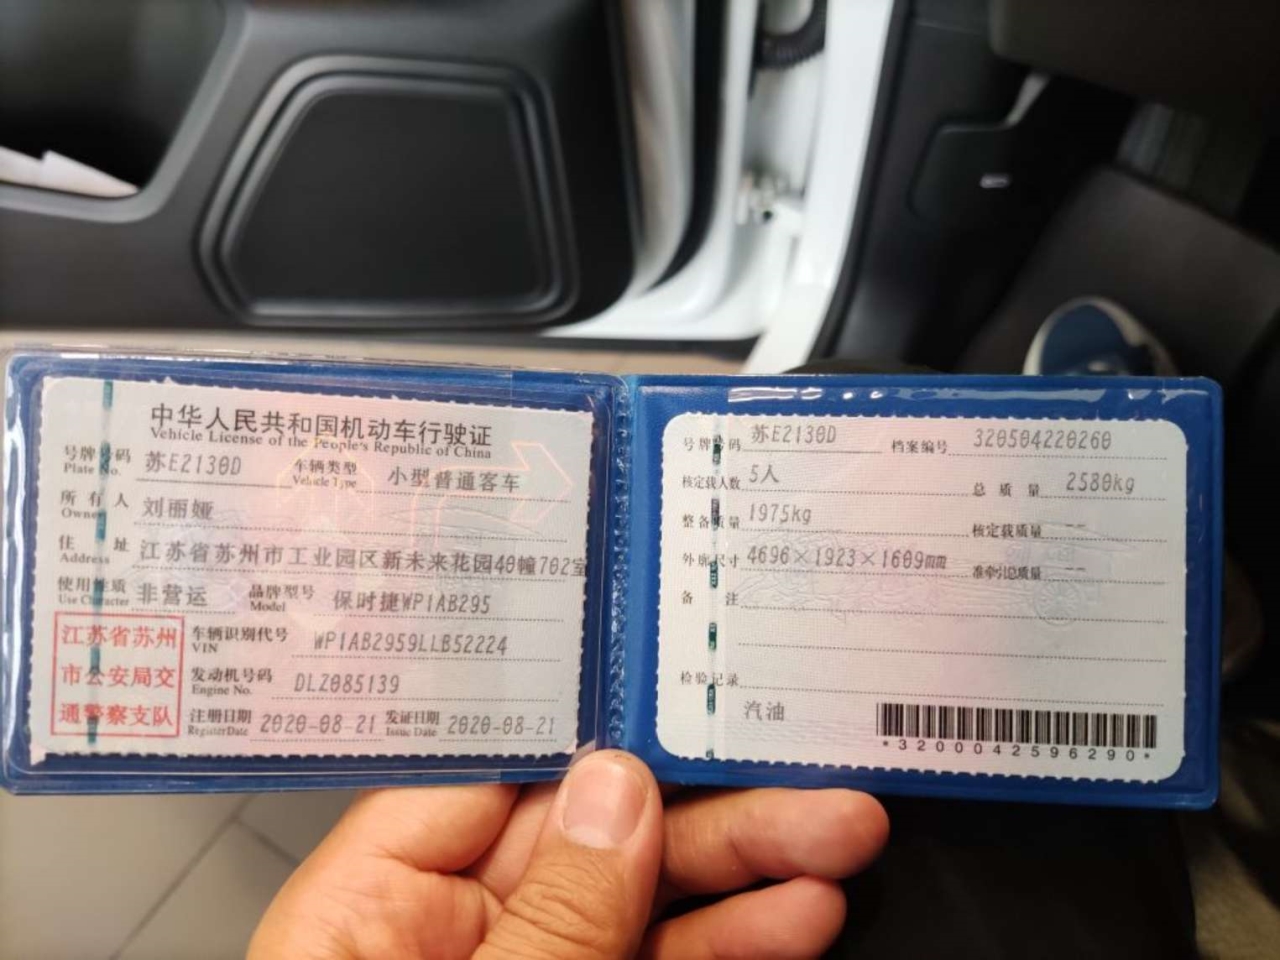 中华人民共和国机动车行驶证
Vehicle License of the People's Republic of China
号牌号码 苏E2130D 车辆类型 小型普通客车
Plate No. Vehicle Type
所有人 刘丽娅
Owner
住址 江苏省苏州市工业园区新未来花园40幢702室
Address
使用性质 非营运 品牌型号 保时捷WP1AB295
Use Character Model
江苏省苏州
市公安局交
通警察支队
车辆识别代号 WP1AB2959LLB52224
VIN
发动机号码 DLZ085139
Engine No.
注册日期 2020-08-21 发证日期 2020-08-21
Register Date Issue Date
号牌号码 苏E2130D 档案编号 320504220260
核定载人数 5人 总质量 2580kg
整备质量 1975kg 核定载质量 --
外廓尺寸 4696×1923×1609mm 准牵引总质量 --
备注
检验记录
汽油
*3200042596290*